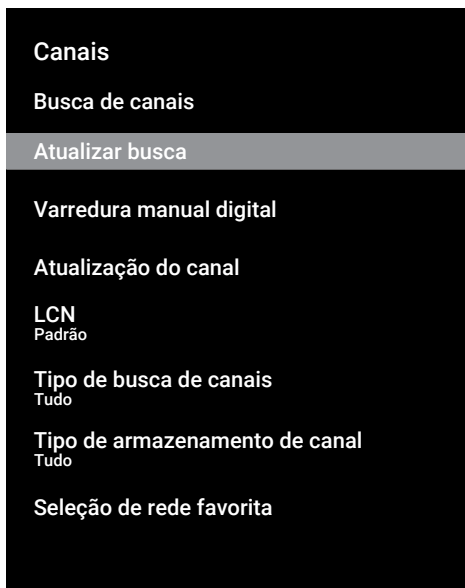 Canais
Busca de canais
Atualizar busca
Varredura manual digital
Atualização do canal
LCN
Padrão
Tipo de busca de canais
Tudo
Tipo de armazenamento de canal
Tudo
Seleção de rede favorita